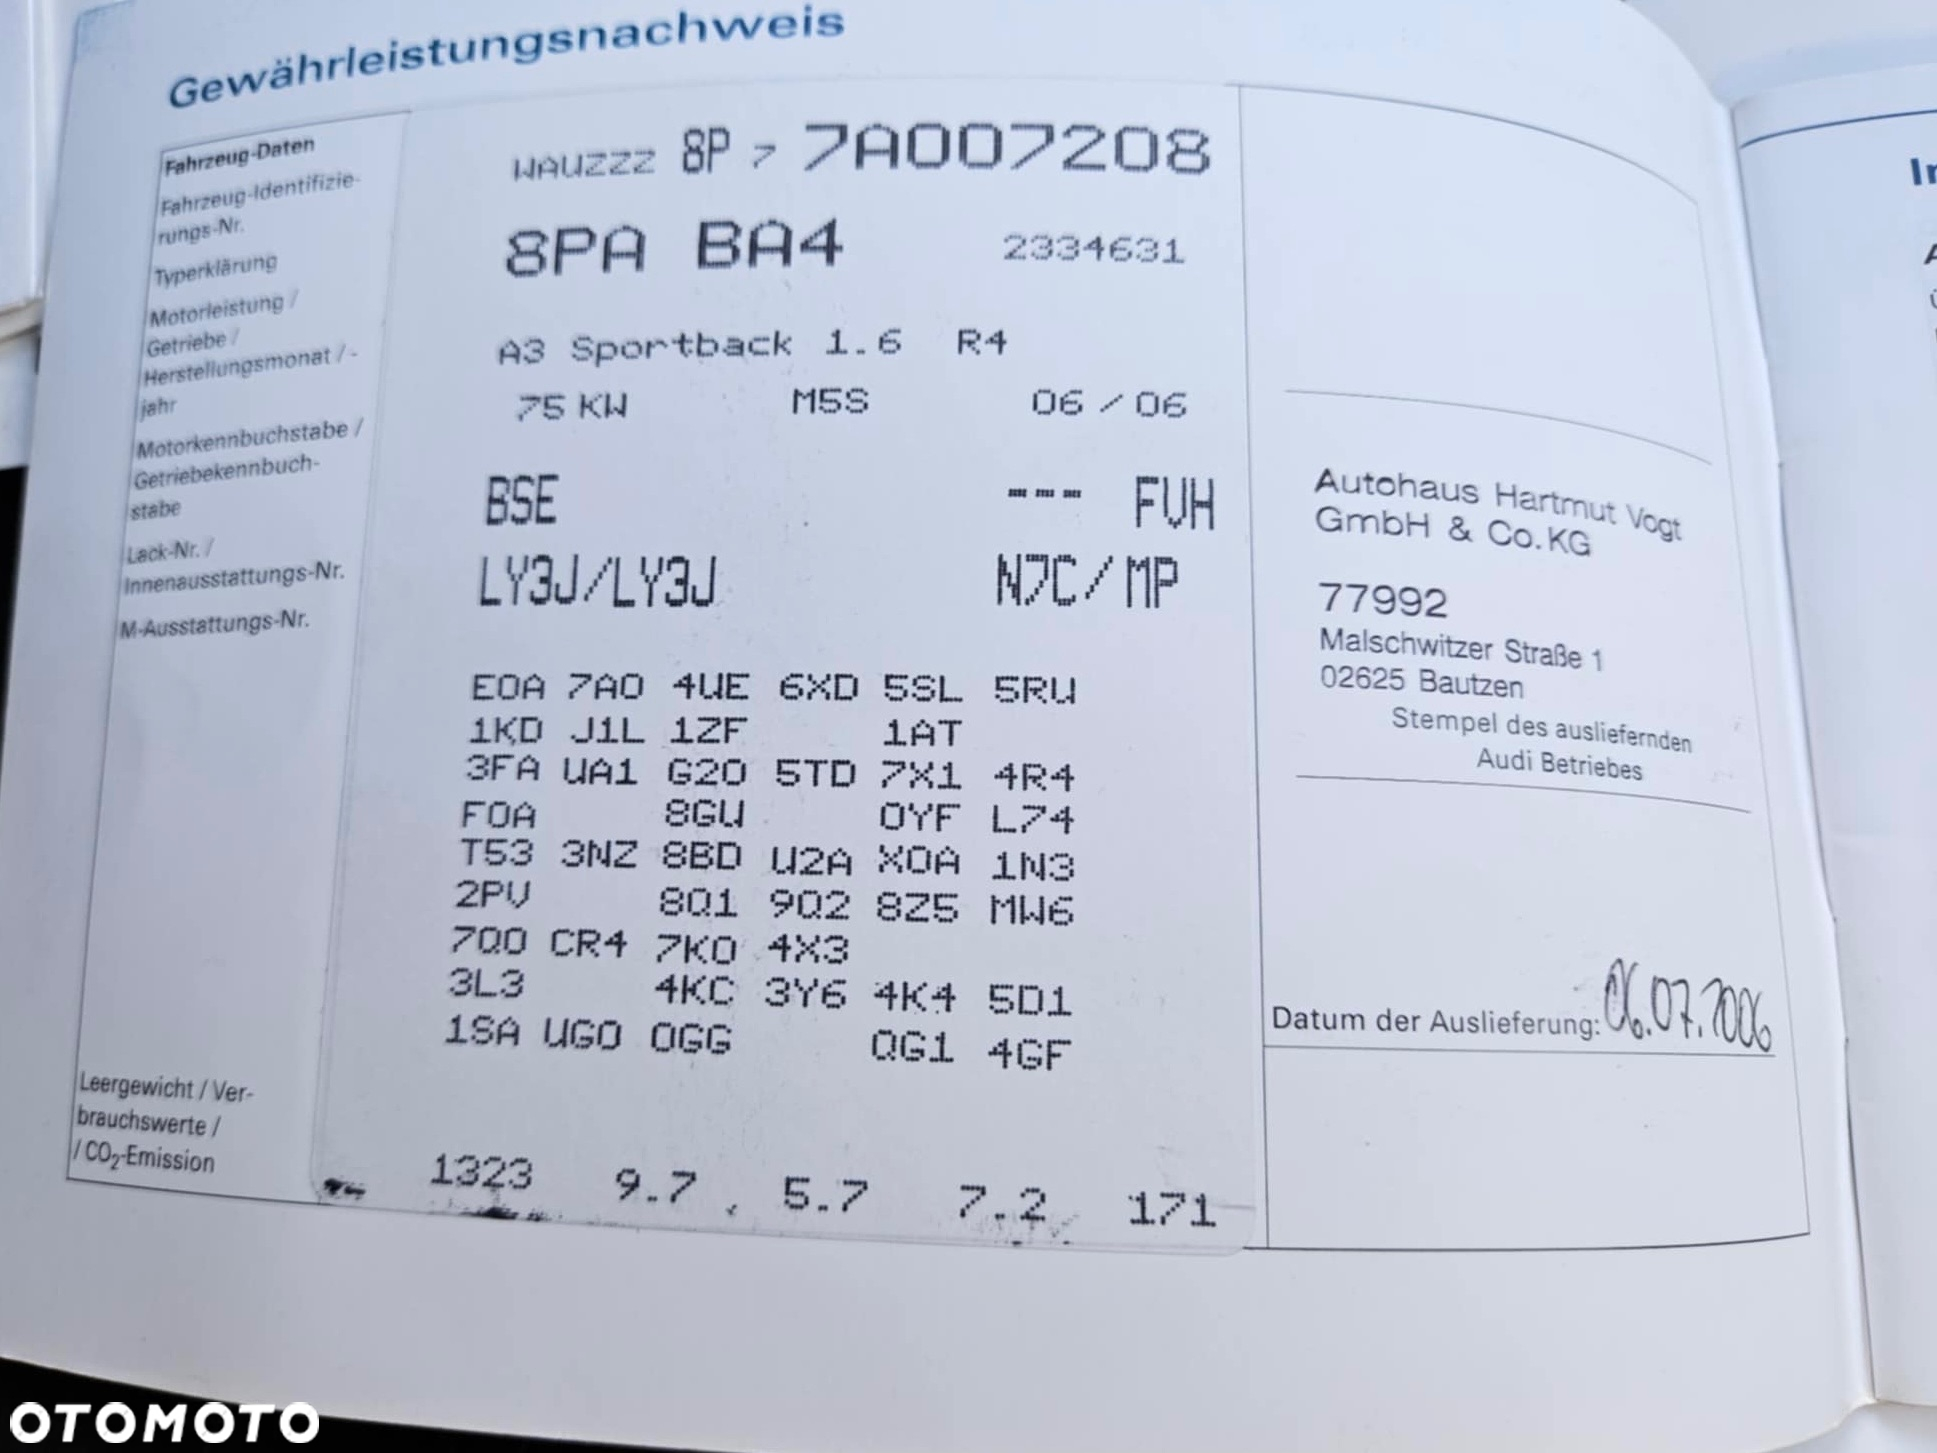 Gewährleistungsnachweis
Fahrzeug-Daten
Fahrzeug-Identifizie-
rungs-Nr.
Typerklärung
Motorleistung /
Getriebe /
Herstellungsmonat / -
jahr
Motorkennbuchstabe /
Getriebekennbuch-
stabe
Lack-Nr. /
Innenausstattungs-Nr.
M-Ausstattungs-Nr.
Leergewicht / Ver-
brauchswerte /
/ CO₂-Emission
WAUZZZ 8P > 7A007208
8PA BA4 2334631
A3 Sportback 1.6 R4
75 KW M5S 06 / 06
BSE --- FVH
LY3J/LY3J N7C/MP
E0A 7A0 4UE 6XD 5SL 5RU
1KD J1L 1ZF 1AT
3FA UA1 G20 5TD 7X1 4R4
F0A 8GU 0YF L74
T53 3NZ 8BD U2A X0A 1N3
2PV 8Q1 9Q2 8Z5 MW6
7Q0 CR4 7K0 4X3
3L3 4KC 3Y6 4K4 5D1
1SA UG0 0GG QG1 4GF
1323 9.7 5.7 7.2 171
Autohaus Hartmut Vogt
GmbH & Co.KG
77992
Malschwitzer Straße 1
02625 Bautzen
Stempel des ausliefernden
Audi Betriebes
Datum der Auslieferung: 06.07.2006
OTOMOTO